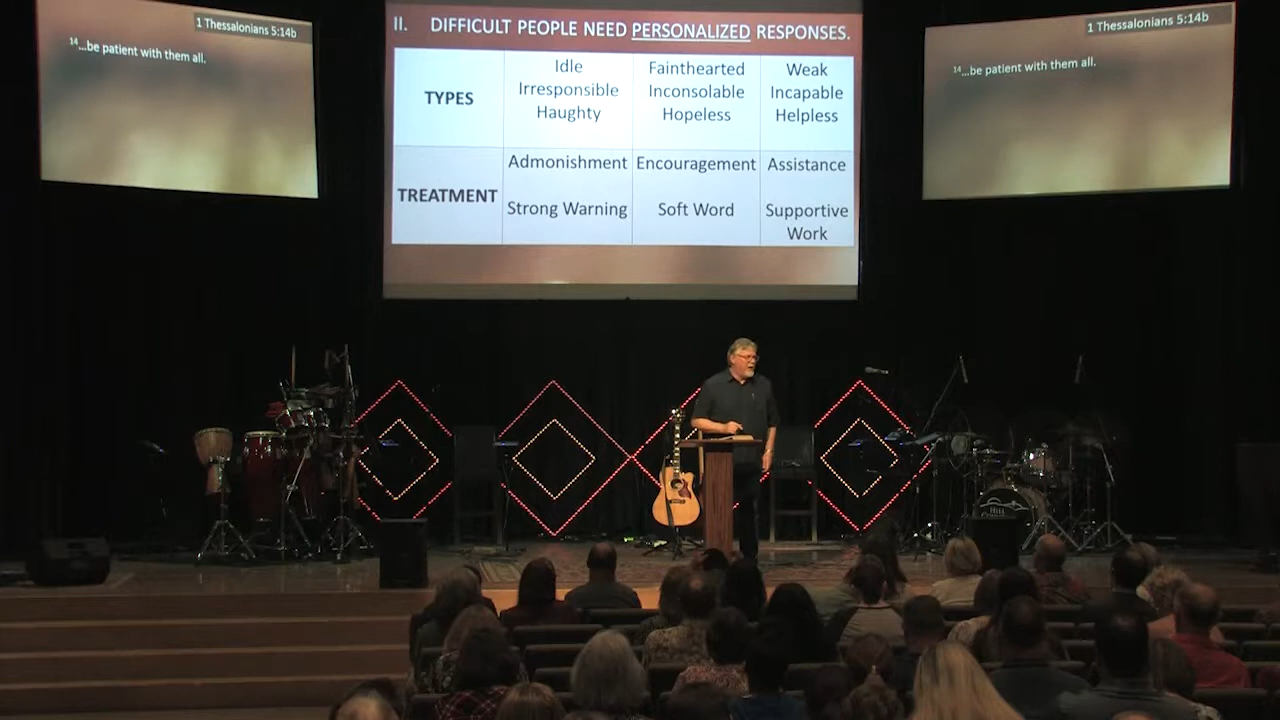 1 Thessalonians 5:14b
14...be patient with them all.
II. DIFFICULT PEOPLE NEED PERSONALIZED RESPONSES.
TYPES
Idle
Irresponsible
Haughty
Fainthearted
Inconsolable
Hopeless
Weak
Incapable
Helpless
TREATMENT
Admonishment
Strong Warning
Encouragement
Soft Word
Assistance
Supportive
Work
1 Thessalonians 5:14b
14...be patient with them all.
HILL